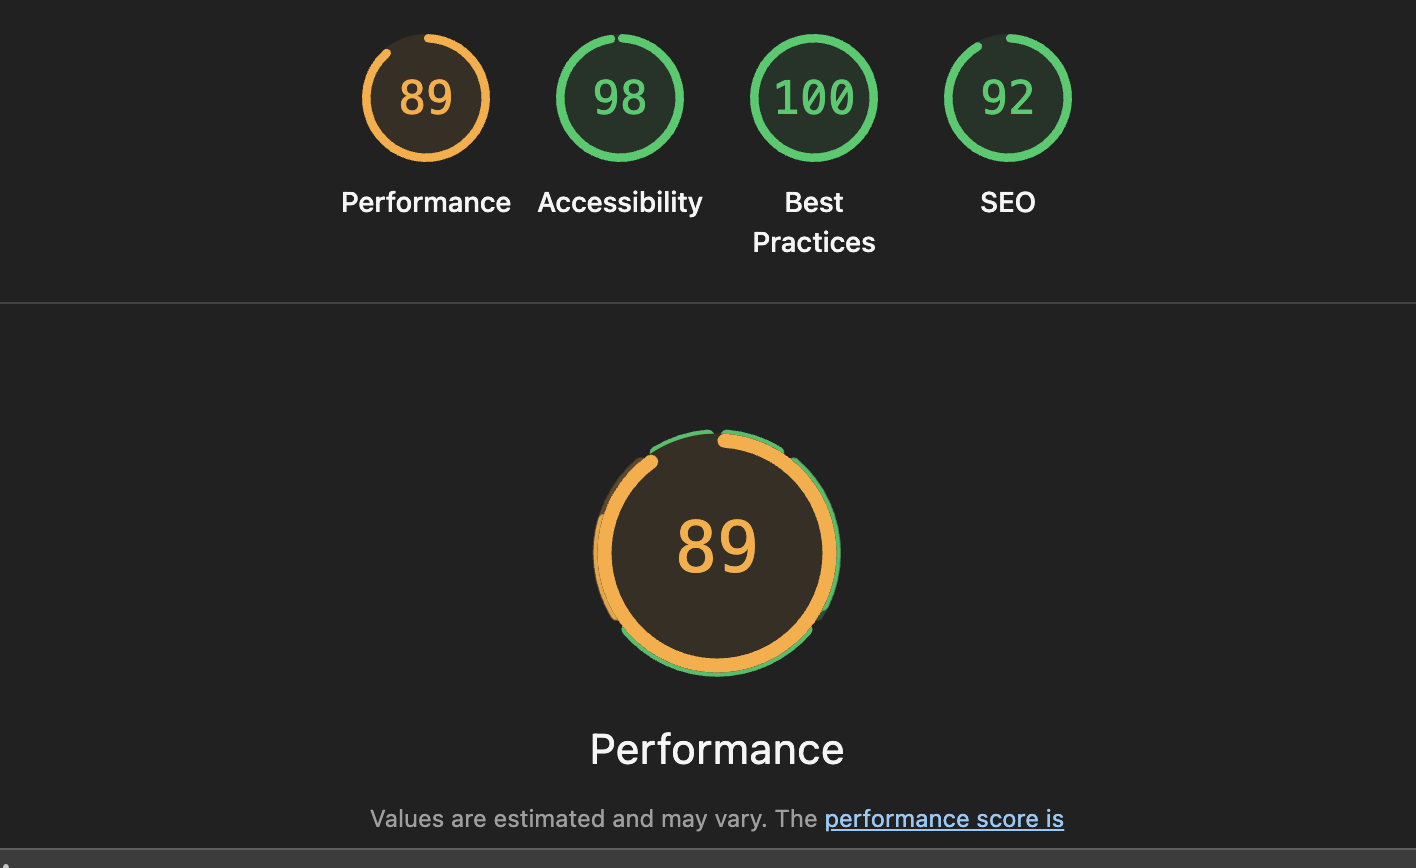 89
98
100
92
Performance
Accessibility
Best
Practices
SEO
89
Performance
Values are estimated and may vary. The performance score is